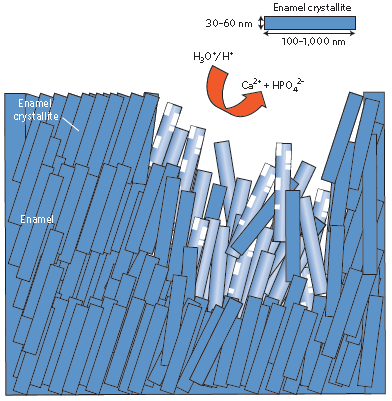 Enamel crystallite
30–60 nm
100–1,000 nm
H₃O⁺/H⁺
Ca²⁺ + HPO₄²⁻
Enamel
crystallite
Enamel